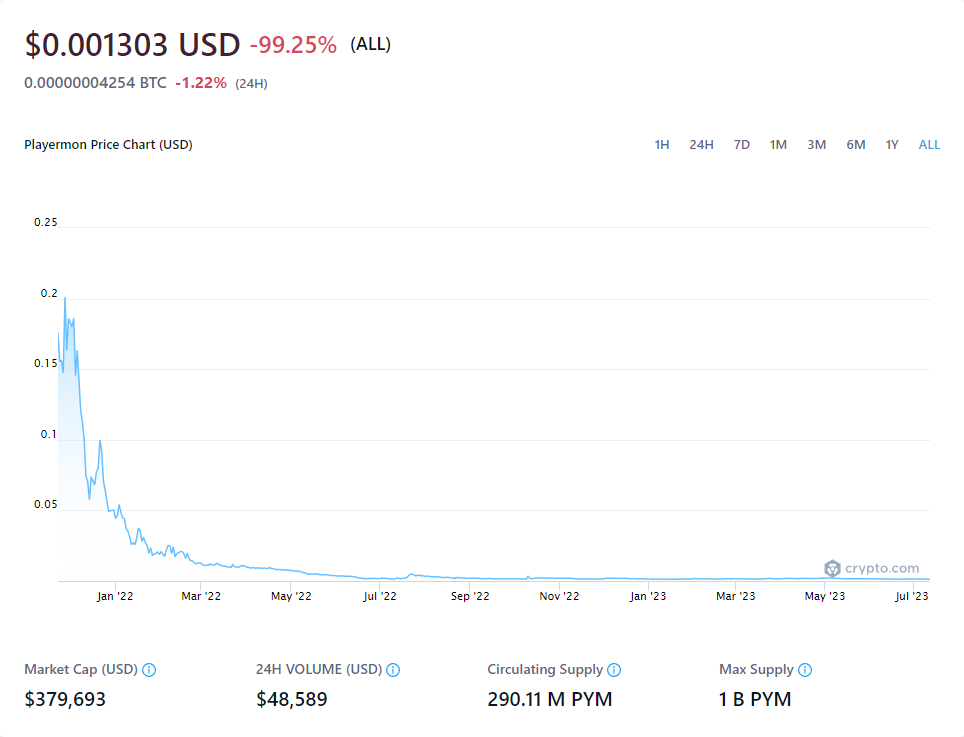 $0.001303 USD -99.25% (ALL)
0.00000004254 BTC -1.22% (24H)
Playermon Price Chart (USD) 1H 24H 7D 1M 3M 6M 1Y ALL
0.25
0.2
0.15
0.1
0.05
crypto.com
Jan '22 Mar '22 May '22 Jul '22 Sep '22 Nov '22 Jan '23 Mar '23 May '23 Jul '23
Market Cap (USD) 24H VOLUME (USD) Circulating Supply Max Supply
$379,693 $48,589 290.11 M PYM 1 B PYM